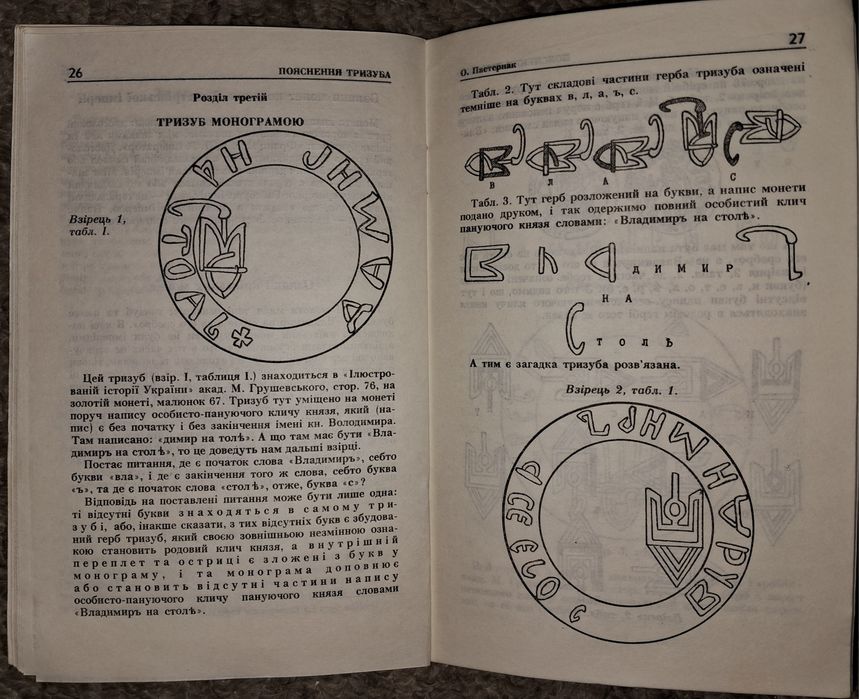 26
ПОЯСНЕННЯ ТРИЗУБА
Розділ третій
ТРИЗУБ МОНОГРАМОЮ
Взірець 1,
табл. 1.
Цей тризуб (взір. I, таблиця I.) знаходиться в «Ілюстро-
ваній історії України» акад. М. Грушевського, стор. 76, на
золотій монеті, малюнок 67. Тризуб тут уміщено на монеті
поруч напису особисто-пануючого кличу князя, який (на-
пис) є без початку і без закінчення імені кн. Володимира.
Там написано: «димир на толѣ». А що там має бути «Вла-
димиръ на столѣ», то це доведуть нам дальші взірці.
Постає питання, де є початок слова «Владимиръ», себто
букви «вла», і де є закінчення того ж слова, себто буква
«ъ», та де є початок слова «столѣ», отже, буква «с»?
Відповідь на поставлені питання може бути лише одна:
ті відсутні букви знаходяться в самому три-
зубі, або, інакше сказати, з тих відсутніх букв є збудова-
ний герб тризуб, який своєю зовнішньою незмінною озна-
кою становить родовий клич князя, а внутрішній
переплет та острищі є зложені з букв у
монограму, і та монограма доповнює
або становить відсутні частини напису
особисто-пануючого кличу пануючого князя словами
«Владимиръ на столѣ».
О. Пастернак
27
Табл. 2. Тут складові частини герба тризуба означені
темніше на буквах в, л, а, ъ, с.
В Л А С
Табл. 3. Тут герб розложений на букви, а напис монети
подано друком, і так одержимо повний особистий клич
пануючого князя словами: «Владимиръ на столѣ».
ДИМИР
НА
ТОЛЬ
А тим є загадка тризуба розв'язана.
Взірець 2, табл. 1.